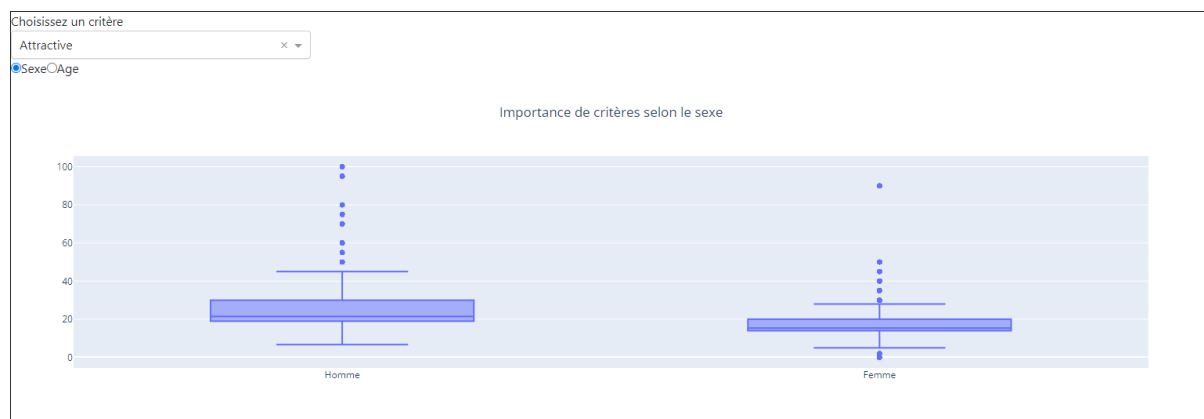 Choisissez un critère
Attractive
Sexe Age
Importance de critères selon le sexe
100
80
60
40
20
0
Homme Femme